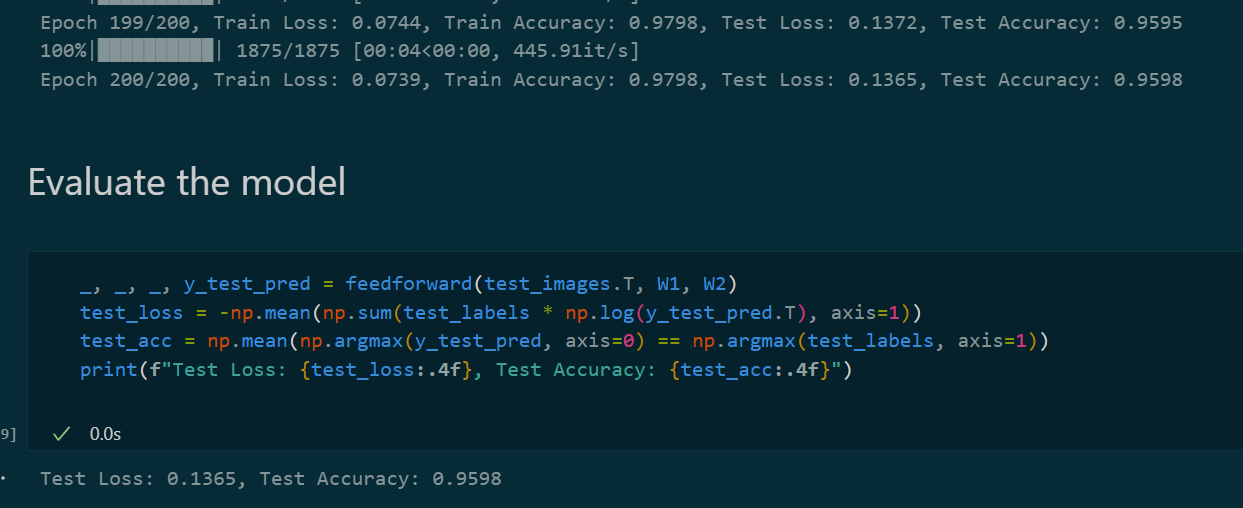 Epoch 199/200, Train Loss: 0.0744, Train Accuracy: 0.9798, Test Loss: 0.1372, Test Accuracy: 0.9595
100%|██████████| 1875/1875 [00:04<00:00, 445.91it/s]
Epoch 200/200, Train Loss: 0.0739, Train Accuracy: 0.9798, Test Loss: 0.1365, Test Accuracy: 0.9598
Evaluate the model
_, _, _, y_test_pred = feedforward(test_images.T, W1, W2)
test_loss = -np.mean(np.sum(test_labels * np.log(y_test_pred.T), axis=1))
test_acc = np.mean(np.argmax(y_test_pred, axis=0) == np.argmax(test_labels, axis=1))
print(f"Test Loss: {test_loss:.4f}, Test Accuracy: {test_acc:.4f}")
9] ✓ 0.0s
Test Loss: 0.1365, Test Accuracy: 0.9598